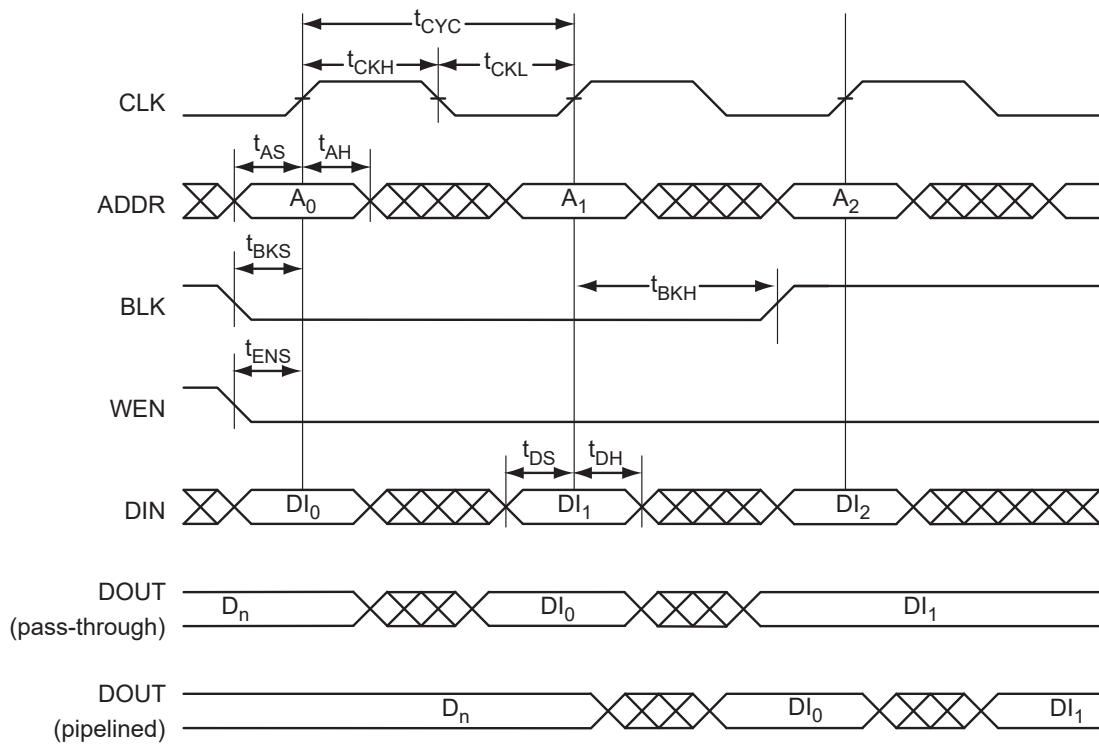 tCYC
tCKH tCKL
CLK
tAS tAH
ADDR A0 A1 A2
tBKS
tBKH
BLK
tENS
WEN
tDS tDH
DIN DI0 DI1 DI2
DOUT
(pass-through) Dn DI0 DI1
DOUT
(pipelined) Dn DI0 DI1